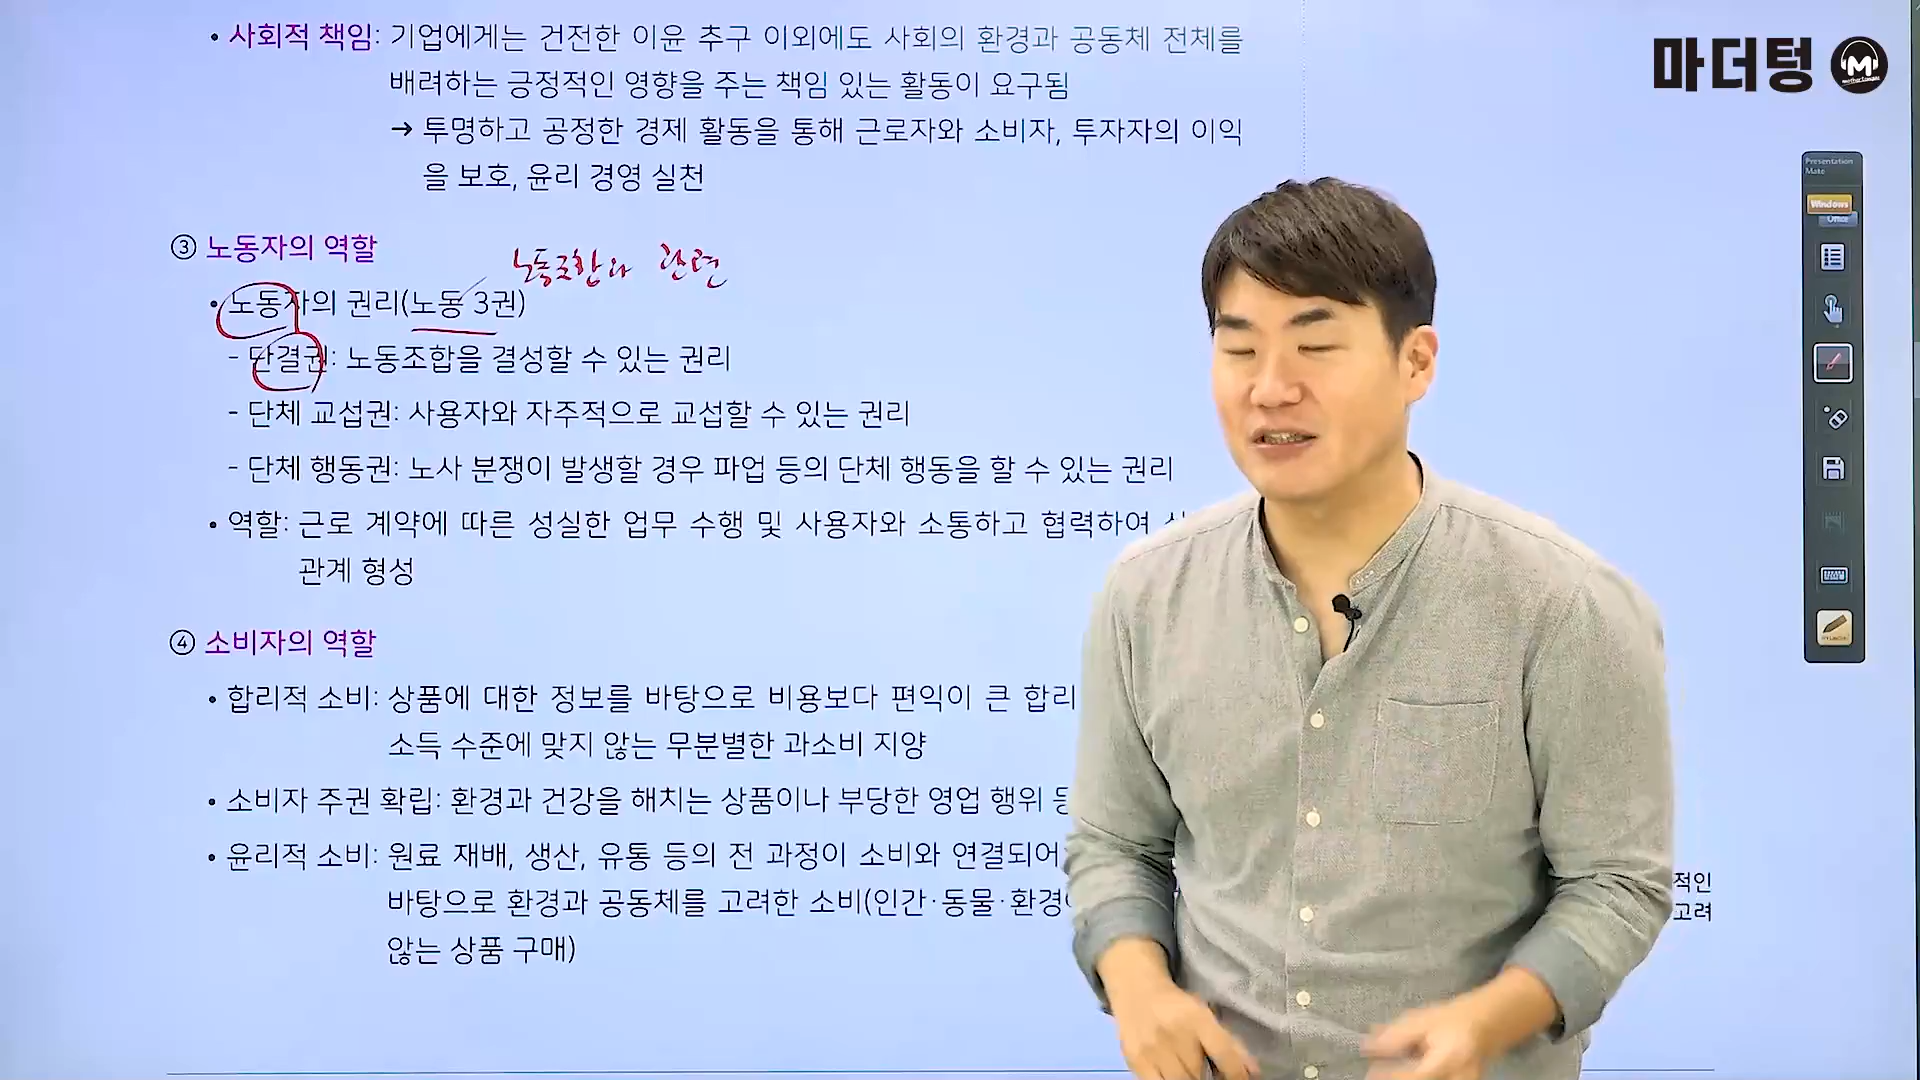 • 사회적 책임: 기업에게는 건전한 이윤 추구 이외에도 사회의 환경과 공동체 전체를
배려하는 긍정적인 영향을 주는 책임 있는 활동이 요구됨
→ 투명하고 공정한 경제 활동을 통해 근로자와 소비자, 투자자의 이익
을 보호, 윤리 경영 실천
마더텅 M
Presentation
Mate
Windows
Office
③ 노동자의 역할
노동조합과 관련
• 노동자의 권리(노동 3권)
- 단결권: 노동조합을 결성할 수 있는 권리
- 단체 교섭권: 사용자와 자주적으로 교섭할 수 있는 권리
- 단체 행동권: 노사 분쟁이 발생할 경우 파업 등의 단체 행동을 할 수 있는 권리
• 역할: 근로 계약에 따른 성실한 업무 수행 및 사용자와 소통하고 협력하여
관계 형성
④ 소비자의 역할
• 합리적 소비: 상품에 대한 정보를 바탕으로 비용보다 편익이 큰 합리
소득 수준에 맞지 않는 무분별한 과소비 지양
• 소비자 주권 확립: 환경과 건강을 해치는 상품이나 부당한 영업 행위
• 윤리적 소비: 원료 재배, 생산, 유통 등의 전 과정이 소비와 연결되어
바탕으로 환경과 공동체를 고려한 소비(인간·동물·환경
않는 상품 구매)
적인
고려